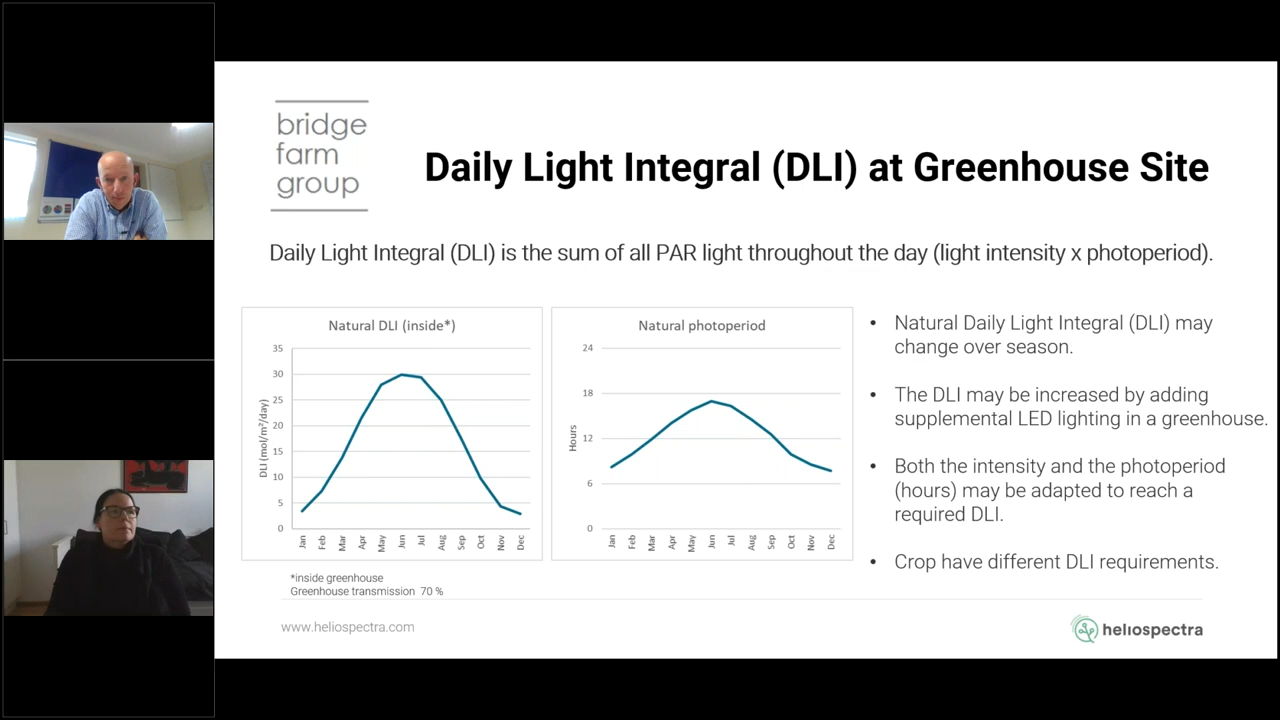 bridge
farm
group
Daily Light Integral (DLI) at Greenhouse Site
Daily Light Integral (DLI) is the sum of all PAR light throughout the day (light intensity x photoperiod).
Natural DLI (inside*)
35
30
25
20
15
10
5
0
DLI (mol/m²/day)
Jan
Feb
Mar
Apr
May
Jun
Jul
Aug
Sep
Oct
Nov
Dec
*inside greenhouse
Greenhouse transmission 70 %
Natural photoperiod
24
18
12
6
0
Hours
Jan
Feb
Mar
Apr
May
Jun
Jul
Aug
Sep
Oct
Nov
Dec
• Natural Daily Light Integral (DLI) may
change over season.
• The DLI may be increased by adding
supplemental LED lighting in a greenhouse.
• Both the intensity and the photoperiod
(hours) may be adapted to reach a
required DLI.
• Crop have different DLI requirements.
www.heliospectra.com
heliospectra